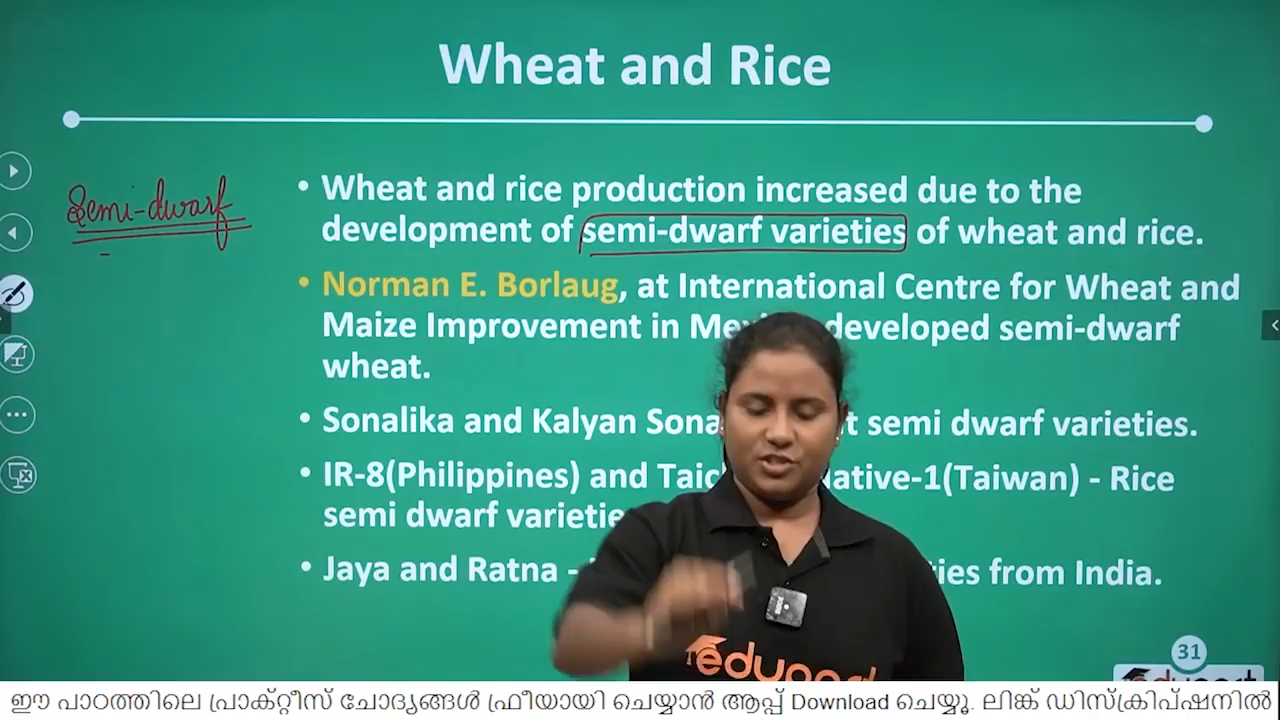 Wheat and Rice
Semi-dwarf
• Wheat and rice production increased due to the
development of semi-dwarf varieties of wheat and rice.
• Norman E. Borlaug, at International Centre for Wheat and
Maize Improvement in developed semi-dwarf
wheat.
• Sonalika and Kalyan semi dwarf varieties.
• IR-8(Philippines) and (Taiwan) - Rice
semi dwarf
• Jaya and Ratna - from India.
31
eduport
ഈ പാഠത്തിലെ പ്രാക്റ്റീസ് ചോദ്യങ്ങൾ ഫ്രീയായി ചെയ്യാൻ ആപ്പ് Download ചെയ്യൂ. ലിങ്ക് ഡിസ്ക്രിപ്ഷനിൽ